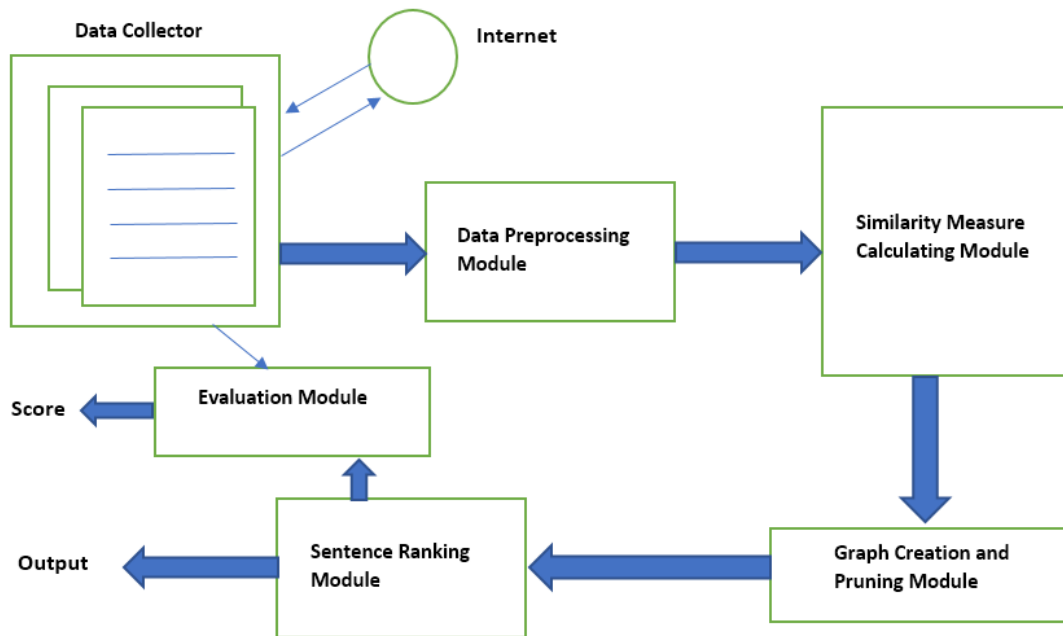 Data Collector
Internet
Data Preprocessing
Module
Similarity Measure
Calculating Module
Evaluation Module
Score
Graph Creation and
Pruning Module
Sentence Ranking
Module
Output